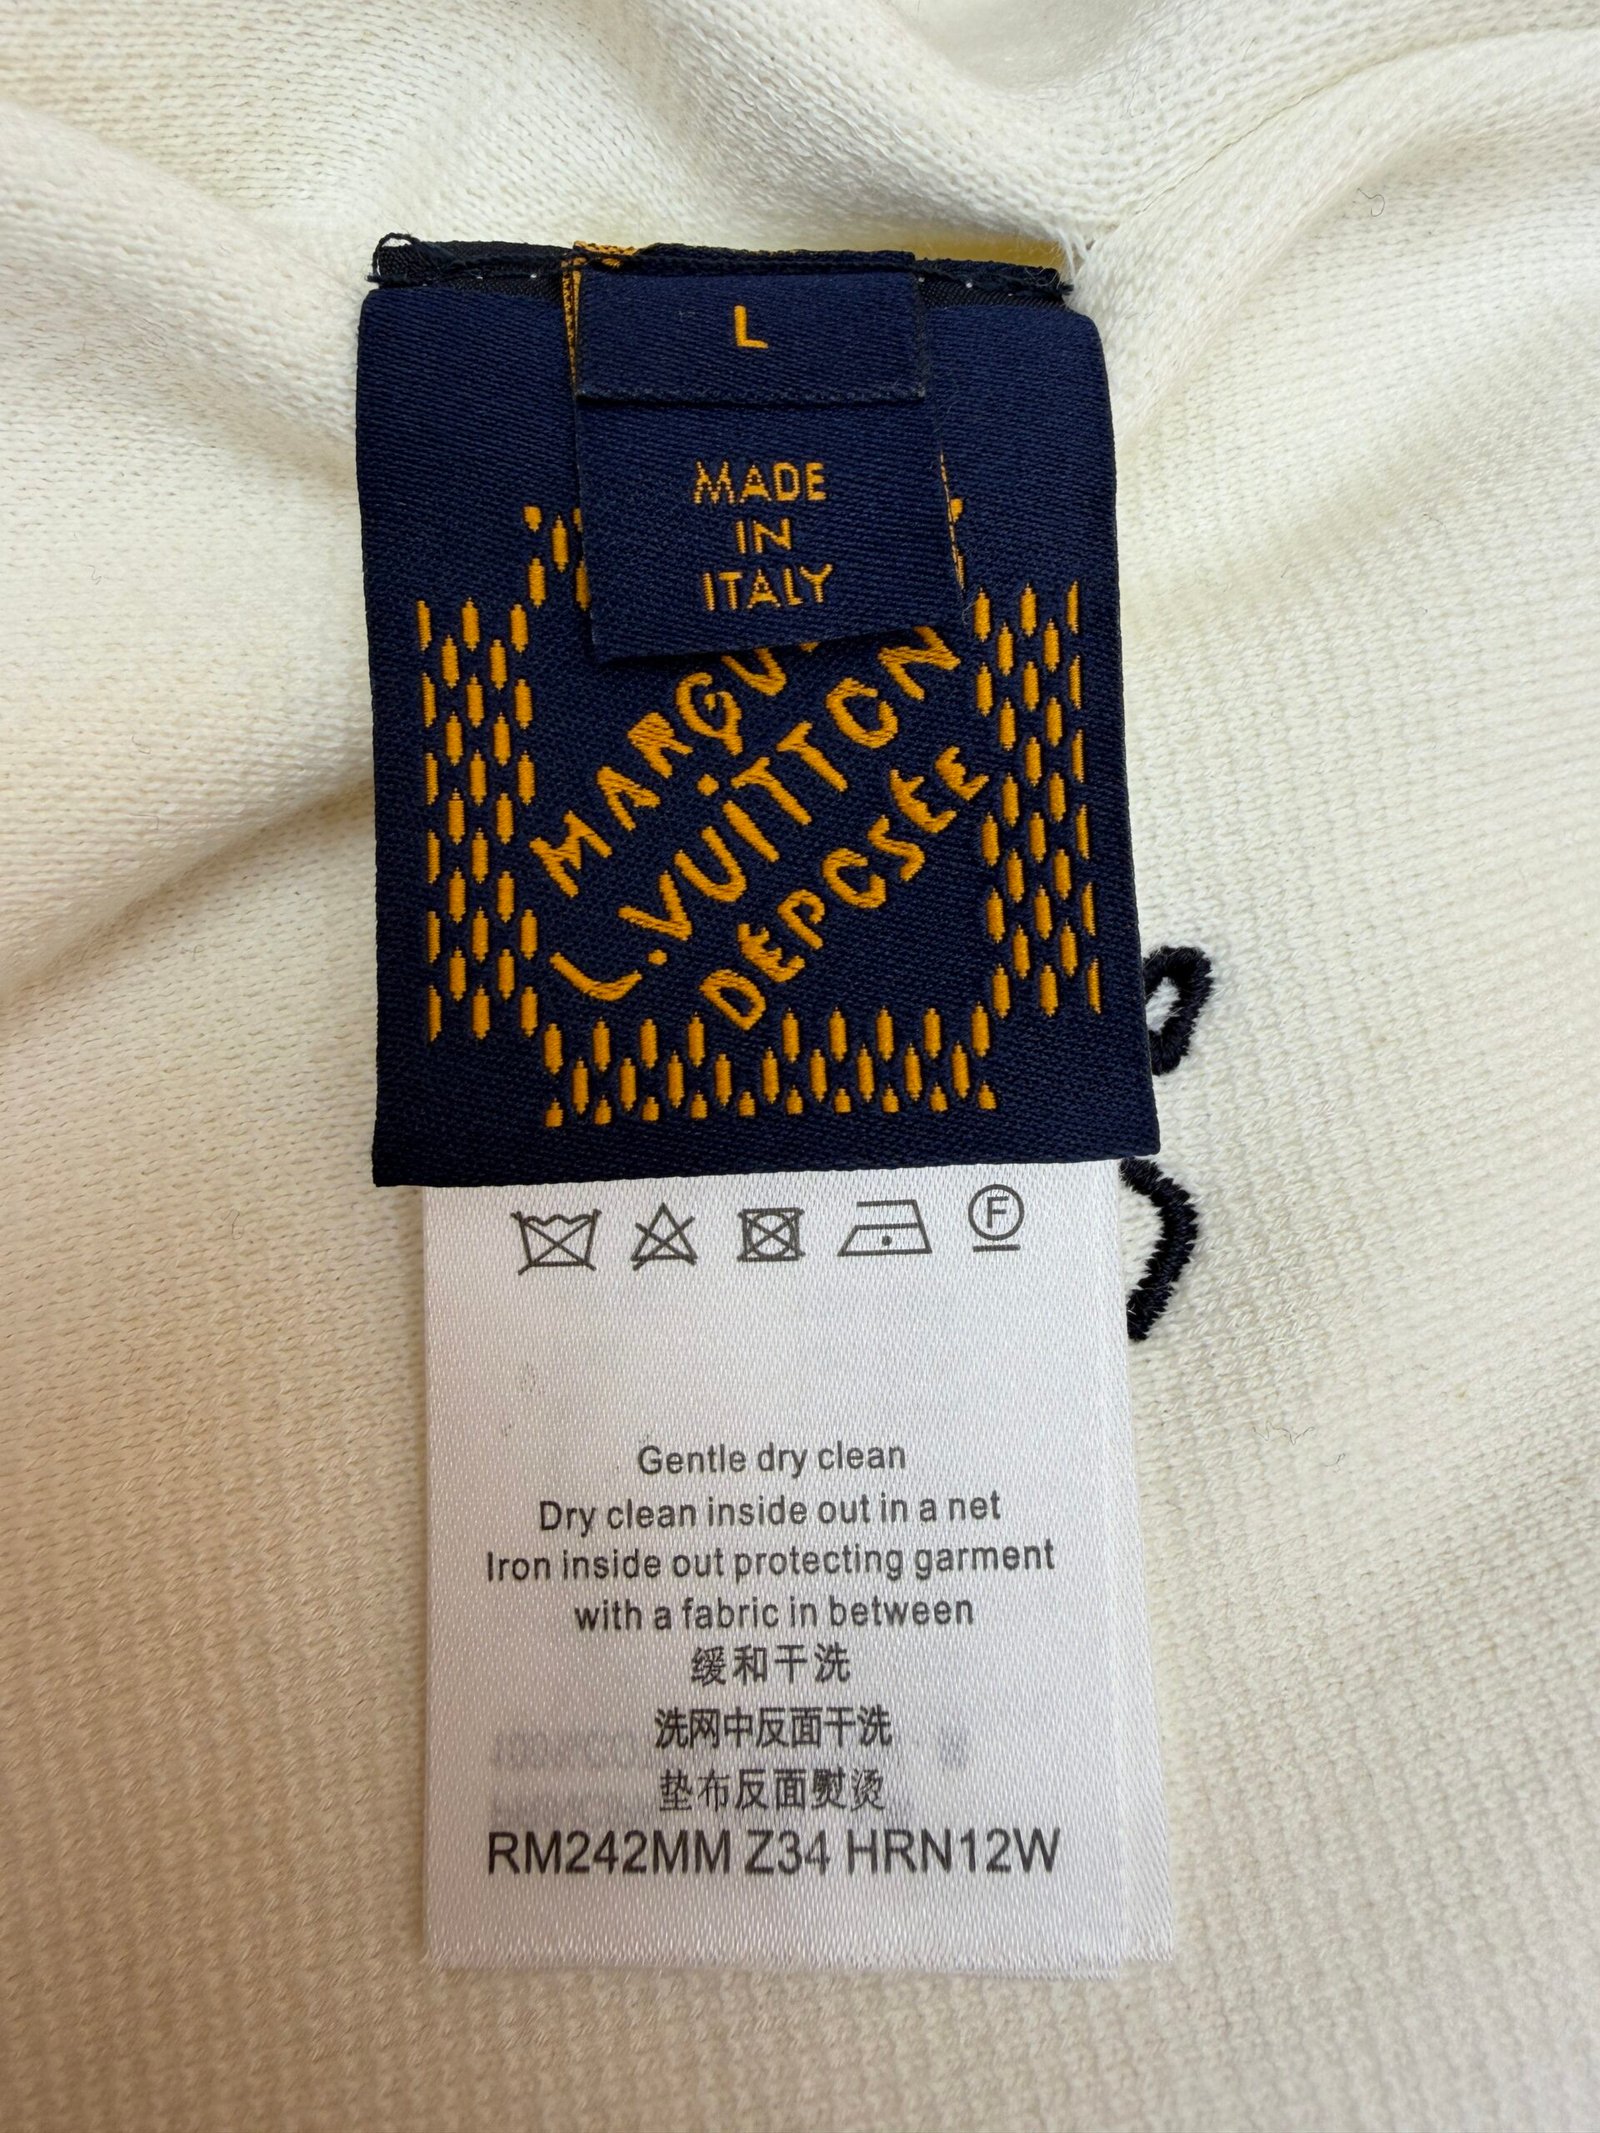 L
MADE
IN
ITALY
L.VUITTON
DEPOSTE
F
Gentle dry clean
Dry clean inside out in a net
Iron inside out protecting garment
with a fabric in between
缓和干洗
洗网中反面干洗
垫布反面熨烫
RM242MM Z34 HRN12W